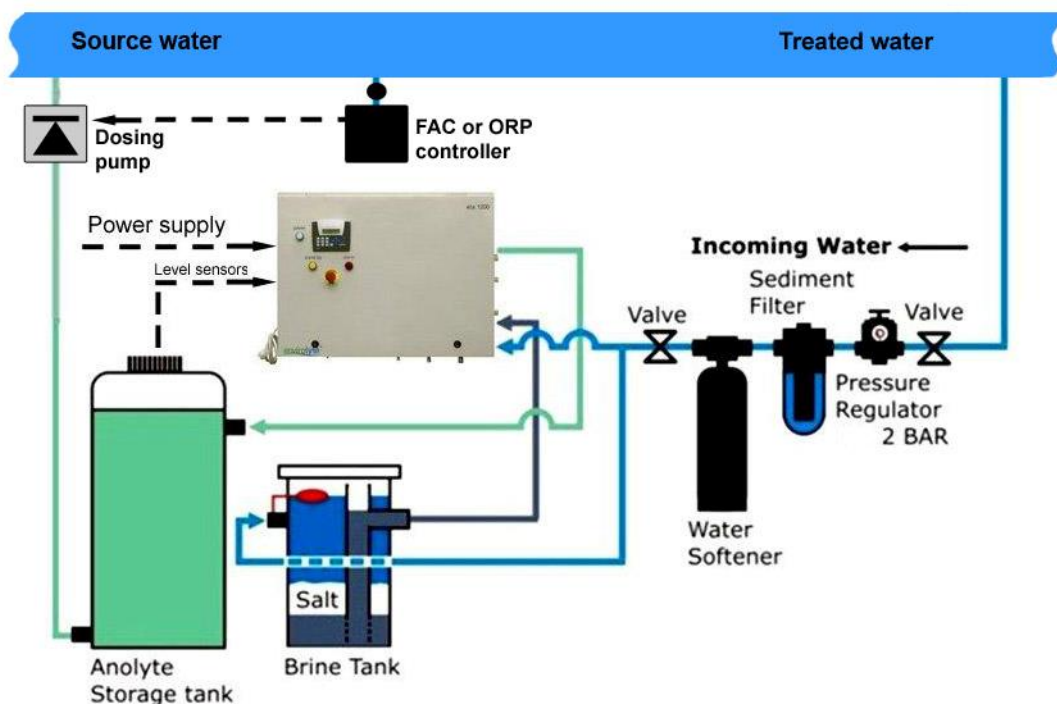 Source water
Treated water
Dosing
pump
FAC or ORP
controller
Power supply
Level sensors
Incoming Water
Sediment
Filter
Valve
Valve
Pressure
Regulator
2 BAR
Water
Softener
Salt
Brine Tank
Anolyte
Storage tank
envirolyte